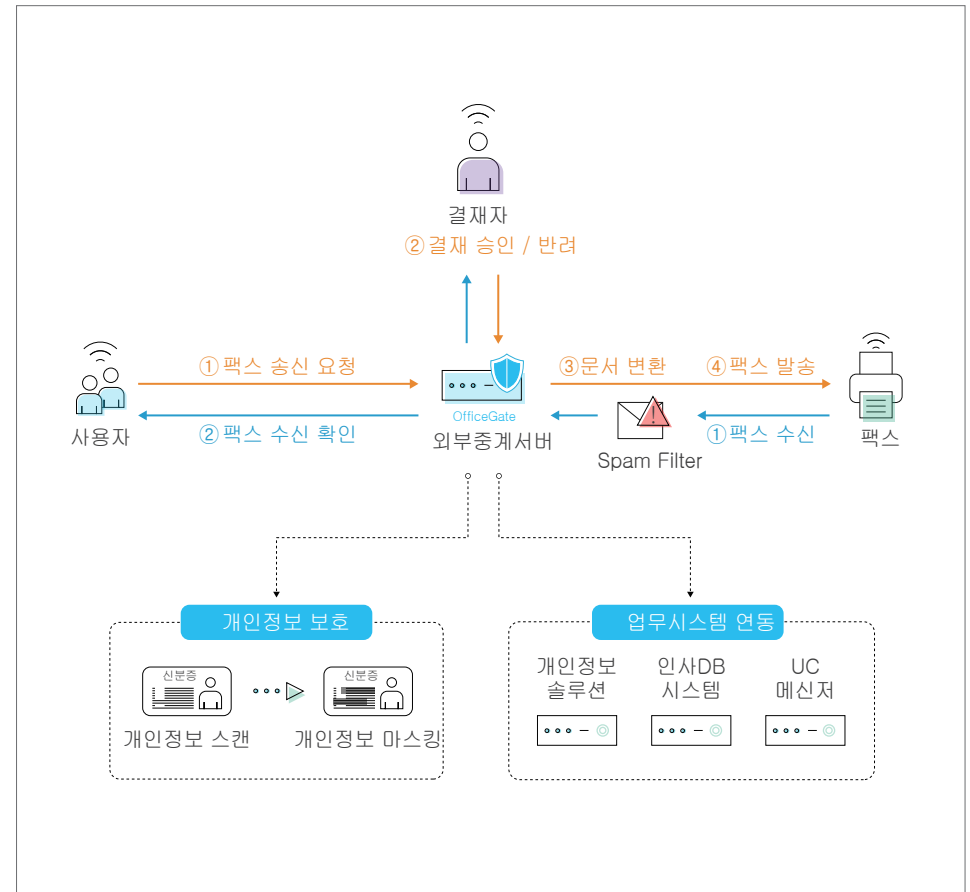 결재자
②결재 승인 / 반려
①팩스 송신 요청
③문서 변환
④팩스 발송
OfficeGate
사용자
②팩스 수신 확인
외부중계서버
①팩스 수신
팩스
Spam Filter
개인정보 보호
업무시스템 연동
신분증
신분증
개인정보 스캔
개인정보 마스킹
개인정보
솔루션
인사DB
시스템
UC
메신저